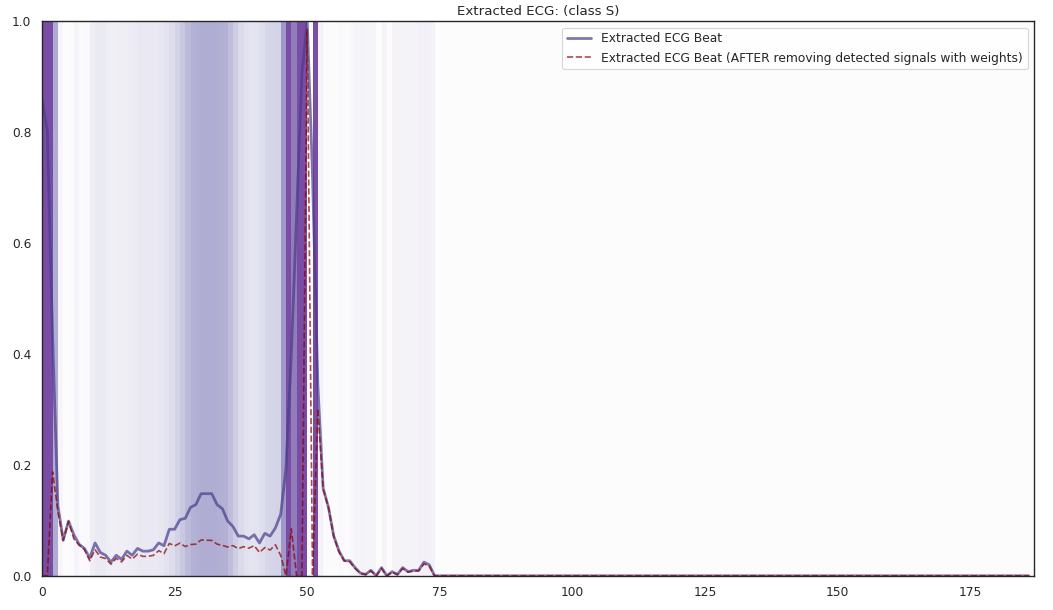 Extracted ECG: (class S)
1.0
0.8
0.6
0.4
0.2
0.0
Extracted ECG Beat
Extracted ECG Beat (AFTER removing detected signals with weights)
0 25 50 75 100 125 150 175